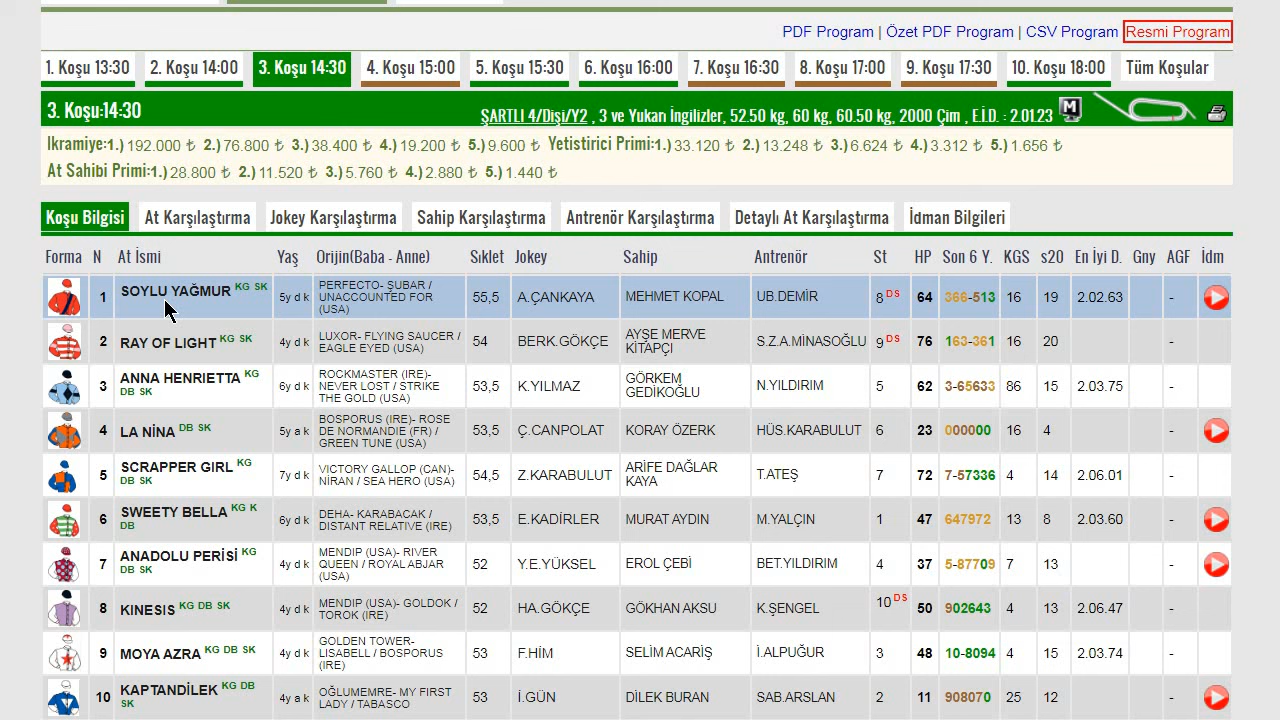 PDF Program | Özet PDF Program | CSV Program Resmi Program
1. Koşu 13:30 2. Koşu 14:00 3. Koşu 14:30 4. Koşu 15:00 5. Koşu 15:30 6. Koşu 16:00 7. Koşu 16:30 8. Koşu 17:00 9. Koşu 17:30 10. Koşu 18:00 Tüm Koşular
3. Koşu:14:30 ŞARTLI 4/Dişi/Y2 , 3 ve Yukarı İngilizler, 52.50 kg, 60 kg, 60.50 kg, 2000 Çim , E.İ.D. : 2.01.23 M
Ikramiye:1.) 192.000 ₺ 2.) 76.800 ₺ 3.) 38.400 ₺ 4.) 19.200 ₺ 5.) 9.600 ₺ Yetistirici Primi:1.) 33.120 ₺ 2.) 13.248 ₺ 3.) 6.624 ₺ 4.) 3.312 ₺ 5.) 1.656 ₺
At Sahibi Primi:1.) 28.800 ₺ 2.) 11.520 ₺ 3.) 5.760 ₺ 4.) 2.880 ₺ 5.) 1.440 ₺
Koşu Bilgisi At Karşılaştırma Jokey Karşılaştırma Sahip Karşılaştırma Antrenör Karşılaştırma Detaylı At Karşılaştırma İdman Bilgileri
Forma N At İsmi Yaş Orijin(Baba - Anne) Sıklet Jokey Sahip Antrenör St HP Son 6 Y. KGS s20 En İyi D. Gny AGF İdm
1 SOYLU YAĞMUR KG SK 5y d k PERFECTO- ŞUBAR / UNACCOUNTED FOR (USA) 55,5 A.ÇANKAYA MEHMET KOPAL UB.DEMİR 8 DS 64 366-513 16 19 2.02.63 -
2 RAY OF LIGHT KG SK 4y d k LUXOR- FLYING SAUCER / EAGLE EYED (USA) 54 BERK.GÖKÇE AYŞE MERVE KİTAPÇI S.Z.A.MİNASOĞLU 9 DS 76 163-361 16 20 -
3 ANNA HENRIETTA KG DB SK 6y d k ROCKMASTER (IRE)- NEVER LOST / STRIKE THE GOLD (USA) 53,5 K.YILMAZ GÖRKEM GEDİKOĞLU N.YILDIRIM 5 62 3-65633 86 15 2.03.75 -
4 LA NİNA DB SK 5y a k BOSPORUS (IRE)- ROSE DE NORMANDIE (FR) / GREEN TUNE (USA) 53,5 Ç.CANPOLAT KORAY ÖZERK HÜS.KARABULUT 6 23 000000 16 4 -
5 SCRAPPER GIRL KG DB SK 7y d k VICTORY GALLOP (CAN)- NIRAN / SEA HERO (USA) 54,5 Z.KARABULUT ARİFE DAĞLAR KAYA T.ATEŞ 7 72 7-57336 4 14 2.06.01 -
6 SWEETY BELLA KG K DB 6y d k DEHA- KARABACAK / DISTANT RELATIVE (IRE) 53,5 E.KADİRLER MURAT AYDIN M.YALÇIN 1 47 647972 13 8 2.03.60 -
7 ANADOLU PERİSİ KG DB SK 4y d k MENDIP (USA)- RIVER QUEEN / ROYAL ABJAR (USA) 52 Y.E.YÜKSEL EROL ÇEBİ BET.YILDIRIM 4 37 5-87709 7 13 -
8 KINESIS KG DB SK 4y d k MENDIP (USA)- GOLDOK / TOROK (IRE) 52 HA.GÖKÇE GÖKHAN AKSU K.ŞENGEL 10 DS 50 902643 4 13 2.06.47 -
9 MOYA AZRA KG DB SK 4y d k GOLDEN TOWER- LISABELL / BOSPORUS (IRE) 53 F.HİM SELİM ACARİŞ İ.ALPUĞUR 3 48 10-8094 4 15 2.03.74 -
10 KAPTANDİLEK KG DB SK 4y a k OĞLUMEMRE- MY FIRST LADY / TABASCO 53 İ.GÜN DİLEK BURAN ŞAB.ARSLAN 2 11 908070 25 12 -